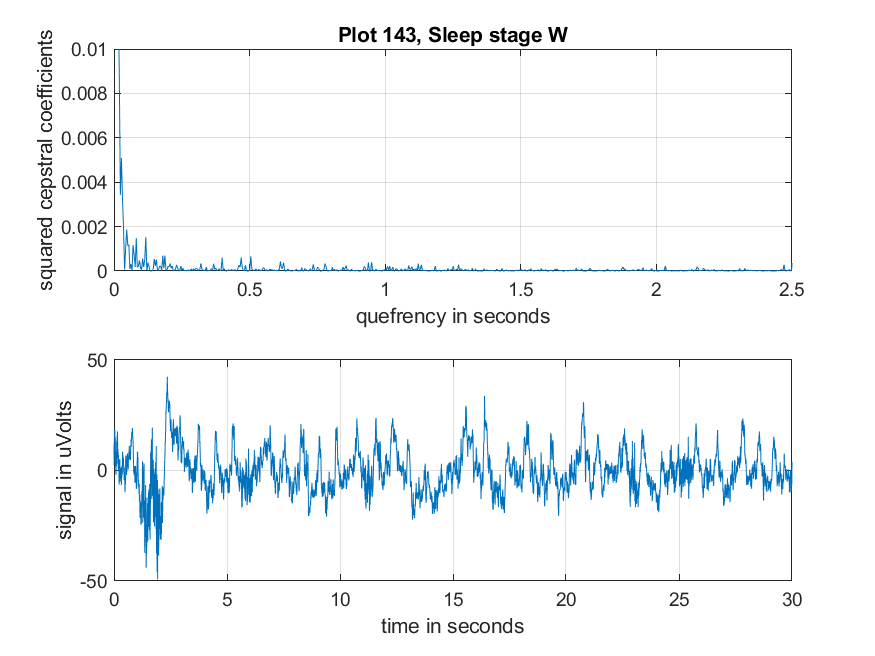 Plot 143, Sleep stage W
squared cepstral coefficients
0.01
0.008
0.006
0.004
0.002
0
0 0.5 1 1.5 2 2.5
quefrency in seconds
signal in uVolts
50
0
-50
0 5 10 15 20 25 30
time in seconds